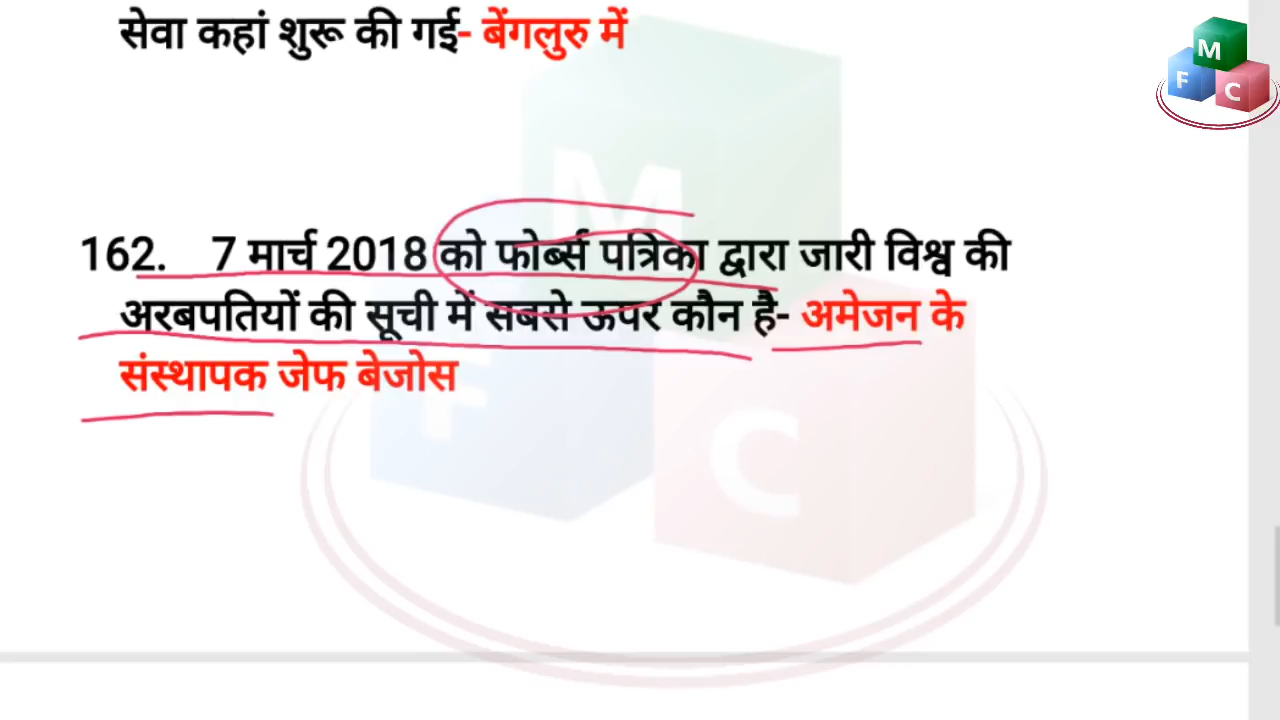 सेवा कहां शुरू की गई- बेंगलुरु में
M
F
C
162. 7 मार्च 2018 को फोर्ब्स पत्रिका द्वारा जारी विश्व की
अरबपतियों की सूची में सबसे ऊपर कौन है- अमेजन के
संस्थापक जेफ बेजोस
M
F
C